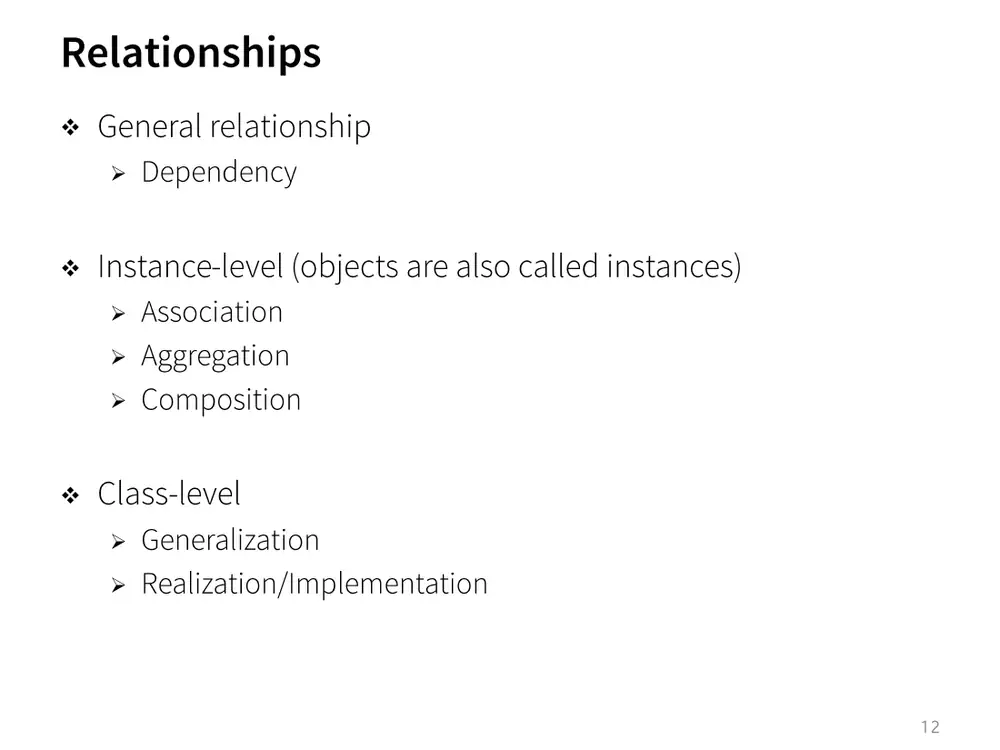 Relationships
❖ General relationship
➢ Dependency
❖ Instance-level (objects are also called instances)
➢ Association
➢ Aggregation
➢ Composition
❖ Class-level
➢ Generalization
➢ Realization/Implementation
12